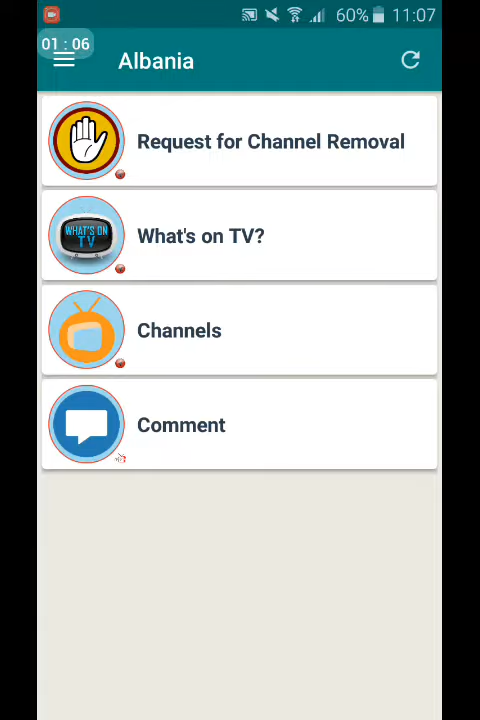 60% 11:07
01 : 06
Albania
Request for Channel Removal
WHAT'S ON
TV
What's on TV?
Channels
Comment